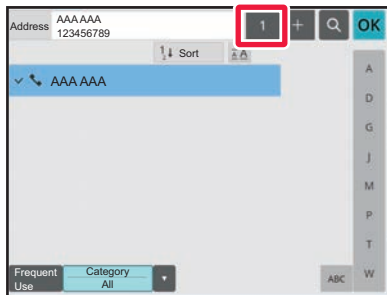 Address
AAA AAA
123456789
1
+
OK
Sort
AAA AAA
A
D
G
J
M
P
T
W
Frequent
Use
Category
All
ABC